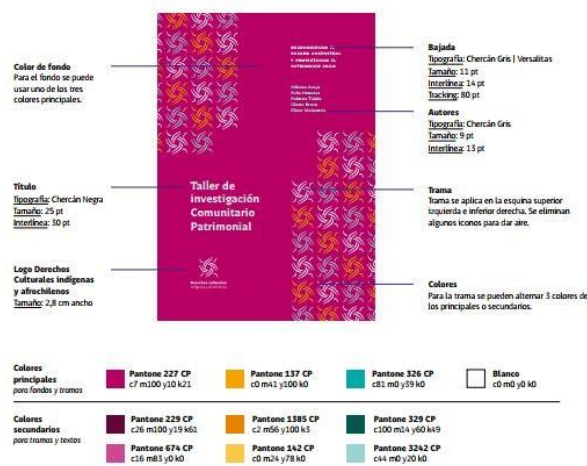 Color de fondo
Para el fondo se puede
usar uno de los tres
colores principales.
Título
Tipografía: Chercán Negra
Tamaño: 25 pt
Interlínea: 30 pt
Logo Derechos
Culturales indígenas
y afrochilenos
Tamaño: 2,8 cm ancho
Taller de
investigación
Comunitario
Patrimonial
Derechos culturales
Bajada
Tipografía: Chercán Gris | Versalitas
Tamaño: 11 pt
Interlínea: 14 pt
Tracking: 80 pt
Autores
Tipografía: Chercán Gris
Tamaño: 9 pt
Interlínea: 13 pt
Trama
Trama se aplica en la esquina superior
izquierda e inferior derecha. Se eliminan
algunos iconos para dar aire.
Colores
Para la trama se pueden alternar 3 colores de
los principales o secundarios.
Colores
principales
para fondos y tramas
Pantone 227 CP
c7 m100 y10 k21
Pantone 137 CP
c0 m41 y100 k0
Pantone 326 CP
c81 m0 y39 k0
Blanco
c0 m0 y0 k0
Colores
secundarios
para tramas y textos
Pantone 229 CP
c26 m100 y19 k61
Pantone 1385 CP
c2 m56 y100 k3
Pantone 329 CP
c100 m14 y60 k49
Pantone 674 CP
c16 m83 y0 k0
Pantone 142 CP
c0 m24 y78 k0
Pantone 3242 CP
c44 m0 y20 k0